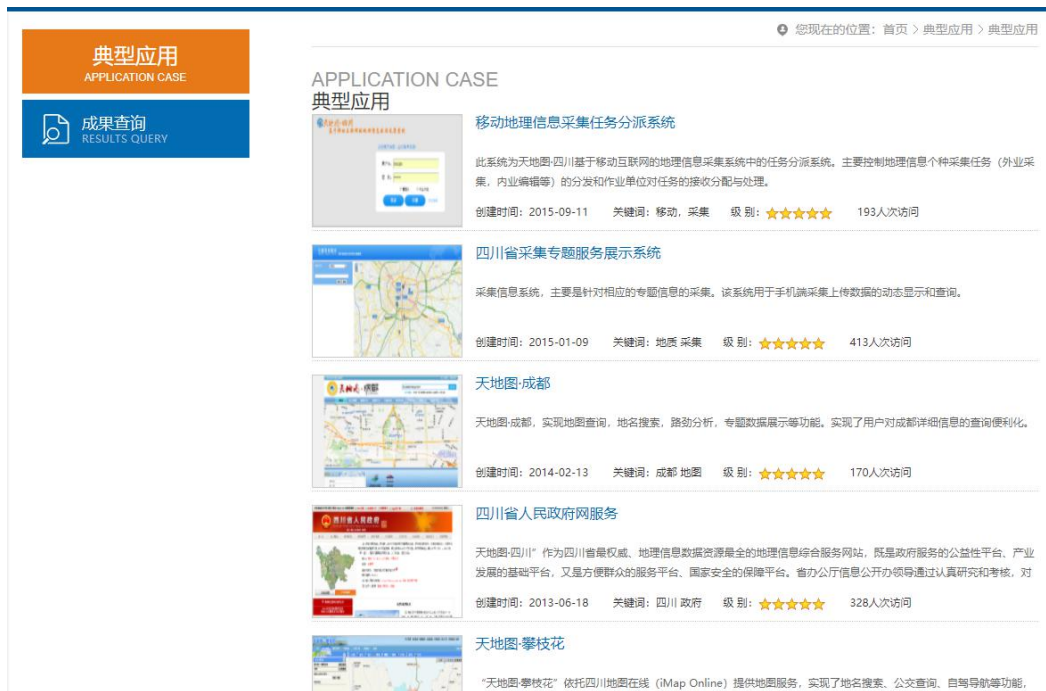 您现在的位置：首页 > 典型应用 > 典型应用
典型应用
APPLICATION CASE
成果查询
RESULTS QUERY
APPLICATION CASE
典型应用
移动地理信息采集任务分派系统
此系统为天地图·四川基于移动互联网的地理信息采集系统中的任务分派系统。主要控制地理信息个种采集任务（外业采
集，内业编辑等）的分发和作业单位对任务的接收分配与处理。
创建时间：2015-09-11 关键词：移动，采集 级 别： 193人次访问
四川省采集专题服务展示系统
采集信息系统，主要是针对相应的专题信息的采集。该系统用于手机端采集上传数据的动态显示和查询。
创建时间：2015-01-09 关键词：地质 采集 级 别： 413人次访问
天地图·成都
天地图·成都，实现地图查询，地名搜索，路劲分析，专题数据展示等功能。实现了用户对成都详细信息的查询便利化。
创建时间：2014-02-13 关键词：成都 地图 级 别： 170人次访问
四川省人民政府
四川省人民政府网服务
天地图·四川”作为四川省最权威、地理信息数据资源最全的地理信息综合服务网站，既是政府服务的公益性平台、产业
发展的基础平台，又是方便群众的服务平台、国家安全的保障平台。省办公厅信息公开办领导通过认真研究和考核，对
创建时间：2013-06-18 关键词：四川 政府 级 别： 328人次访问
天地图·攀枝花
“天地图·攀枝花”依托四川地图在线（iMap Online）提供地图服务，实现了地名搜索、公交查询、自驾导航等功能，